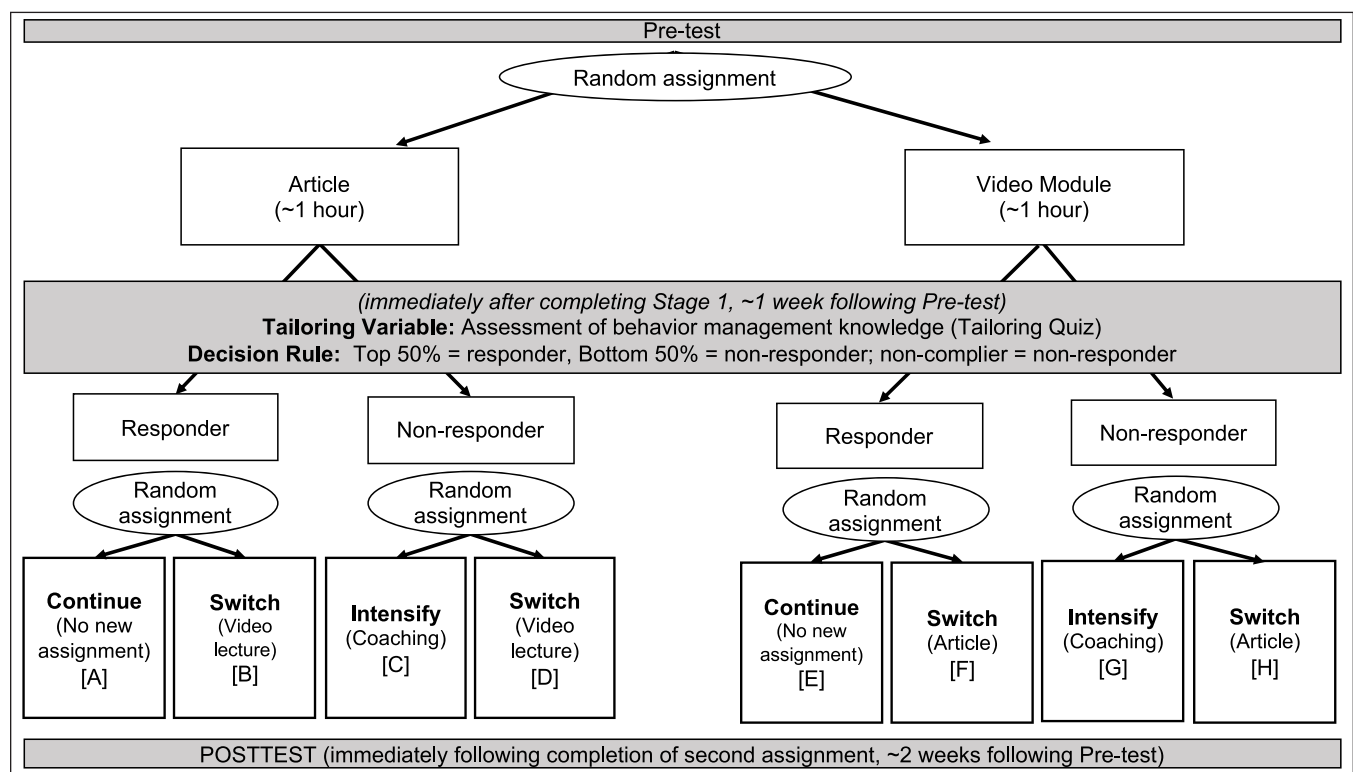 Pre-test
Random assignment
Article
(~1 hour)
Video Module
(~1 hour)
(immediately after completing Stage 1, ~1 week following Pre-test)
Tailoring Variable: Assessment of behavior management knowledge (Tailoring Quiz)
Decision Rule: Top 50% = responder, Bottom 50% = non-responder; non-complier = non-responder
Responder
Non-responder
Responder
Non-responder
Random
assignment
Random
assignment
Random
assignment
Random
assignment
Continue
(No new
assignment)
[A]
Switch
(Video
lecture)
[B]
Intensify
(Coaching)
[C]
Switch
(Video
lecture)
[D]
Continue
(No new
assignment)
[E]
Switch
(Article)
[F]
Intensify
(Coaching)
[G]
Switch
(Article)
[H]
POSTTEST (immediately following completion of second assignment, ~2 weeks following Pre-test)